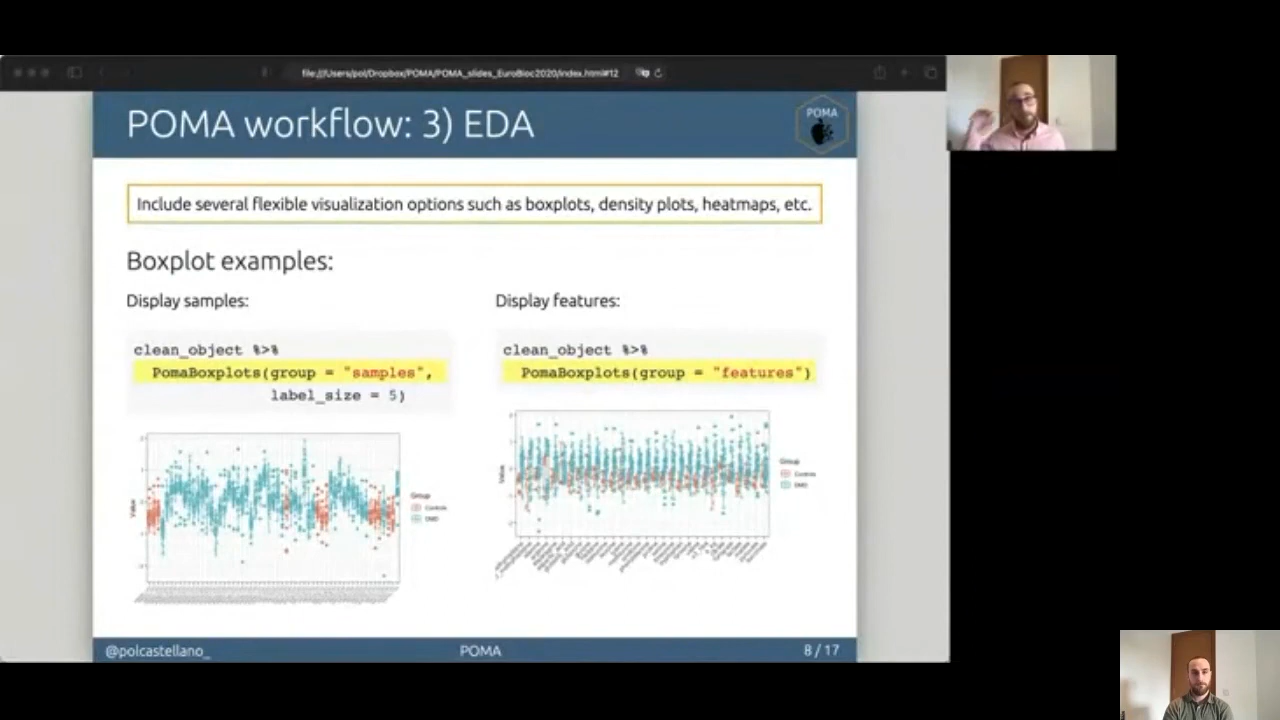 file:///Users/pol/Dropbox/POMA/POMA_slides_EuroBioc2020/index.html#12
POMA workflow: 3) EDA
POMA
Include several flexible visualization options such as boxplots, density plots, heatmaps, etc.
Boxplot examples:
Display samples:
clean_object %>%
PomaBoxplots(group = "samples",
label_size = 5)
Value
Group
Controls
DMD
Display features:
clean_object %>%
PomaBoxplots(group = "features")
Value
Group
Controls
DMD
@polcastellano_
POMA
8 / 17